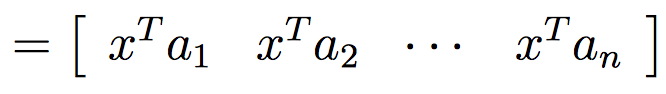 = [ x^T a_1 x^T a_2 ⋯ x^T a_n ]